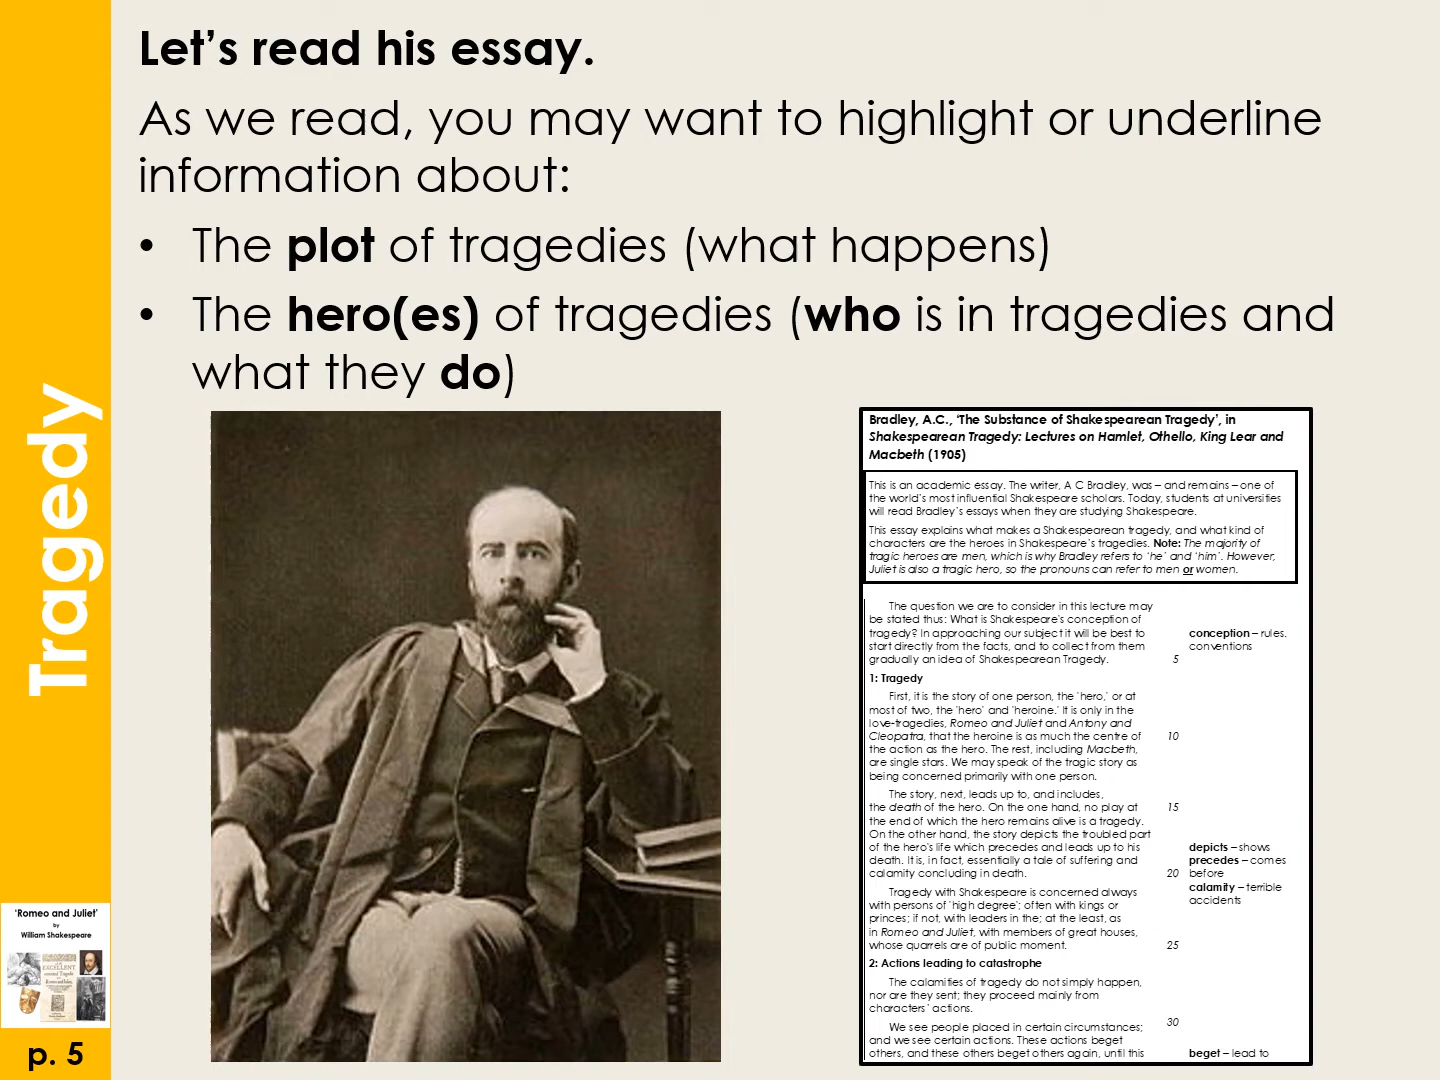 Let's read his essay.
As we read, you may want to highlight or underline
information about:
• The plot of tragedies (what happens)
• The hero(es) of tragedies (who is in tragedies and
what they do)
Tragedy
'Romeo and Juliet'
by
William Shakespeare
p. 5
Bradley, A.C., 'The Substance of Shakespearean Tragedy', in
Shakespearean Tragedy: Lectures on Hamlet, Othello, King Lear and
Macbeth (1905)
This is an academic essay. The writer, A C Bradley, was – and remains – one of
the world's most influential Shakespeare scholars. Today, students at universities
will read Bradley's essays when they are studying Shakespeare.
This essay explains what makes a Shakespearean tragedy, and what kind of
characters are the heroes in Shakespeare's tragedies. Note: The majority of
tragic heroes are men, which is why Bradley refers to 'he' and 'him'. However,
Juliet is also a tragic hero, so the pronouns can refer to men or women.
The question we are to consider in this lecture may
be stated thus: What is Shakespeare's conception of
tragedy? In approaching our subject it will be best to
start directly from the facts, and to collect from them
gradually an idea of Shakespearean Tragedy.
5
conception – rules.
conventions
1: Tragedy
First, it is the story of one person, the 'hero,' or at
most of two, the 'hero' and 'heroine.' It is only in the
love-tragedies, Romeo and Juliet and Antony and
Cleopatra, that the heroine is as much the centre of
10
the action as the hero. The rest, including Macbeth,
are single stars. We may speak of the tragic story as
being concerned primarily with one person.
The story, next, leads up to, and includes,
the death of the hero. On the one hand, no play at
15
the end of which the hero remains alive is a tragedy.
On the other hand, the story depicts the troubled part
of the hero's life which precedes and leads up to his
death. It is, in fact, essentially a tale of suffering and
calamity concluding in death.
20
depicts – shows
precedes – comes
before
calamity – terrible
accidents
Tragedy with Shakespeare is concerned always
with persons of 'high degree'; often with kings or
princes; if not, with leaders in the; at the least, as
in Romeo and Juliet, with members of great houses,
whose quarrels are of public moment.
25
2: Actions leading to catastrophe
The calamities of tragedy do not simply happen,
nor are they sent; they proceed mainly from
characters' actions.
30
We see people placed in certain circumstances;
and we see certain actions. These actions beget
others, and these others beget others again, until this
beget – lead to